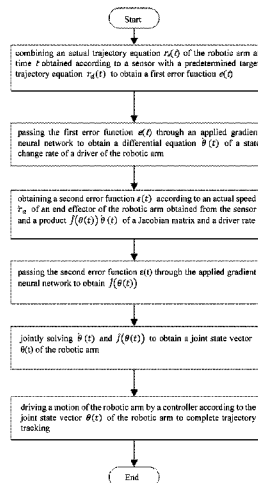 Start
combining an actual trajectory equation rₐ(t) of the robotic arm a
time t obtained according to a sensor with a predetermined targe
trajectory equation r_d(t) to obtain a first error function e(t)
passing the first error function e(t) through an applied gradien
neural network to obtain a differential equation θ̇(t) of a state
change rate of a driver of the robotic arm
obtaining a second error function ε(t) according to an actual speed
ṙₐ of an end effector of the robotic arm obtained from the sensor
and a product Ĵ(θ(t)) θ̇(t) of a Jacobian matrix and a driver rate
passing the second error function ε(t) through the applied gradient
neural network to obtain Ĵ(θ(t))
jointly solving θ̇(t) and Ĵ(θ(t)) to obtain a joint state vector
θ(t) of the robotic arm
driving a motion of the robotic arm by a controller according to the
joint state vector θ(t) of the robotic arm to complete trajectory
tracking
End